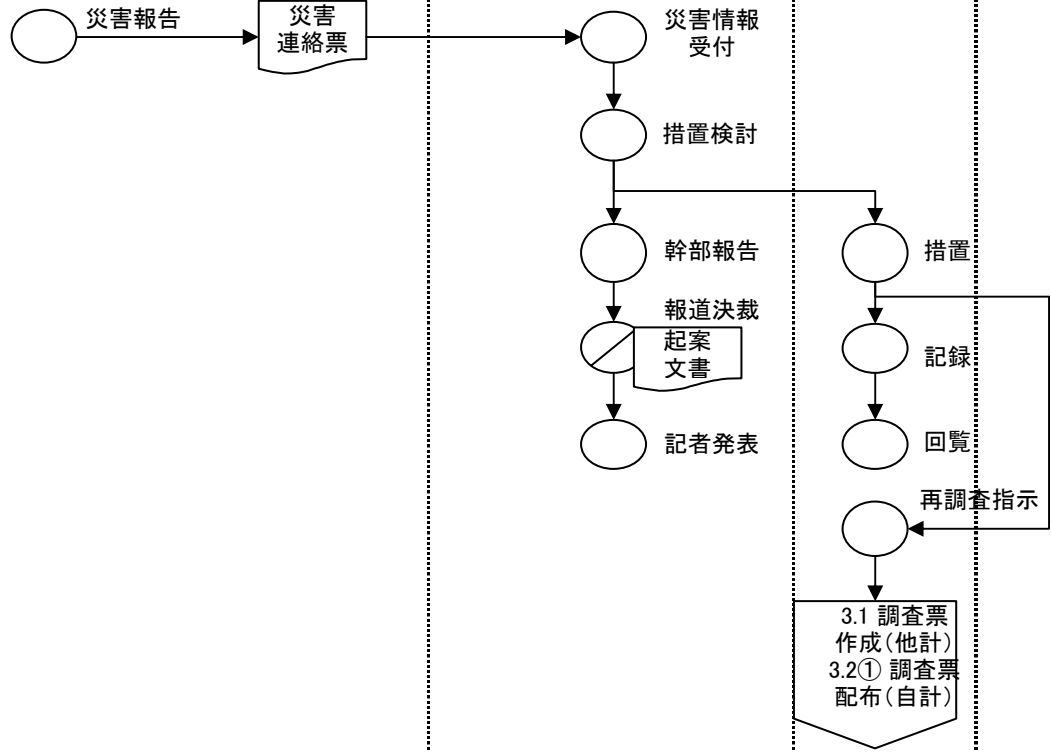 災害報告
災害
連絡票
災害情報
受付
措置検討
幹部報告
措置
報道決裁
起案
文書
記録
記者発表
回覧
再調査指示
3.1 調査票
作成(他計)
3.2① 調査票
配布(自計)